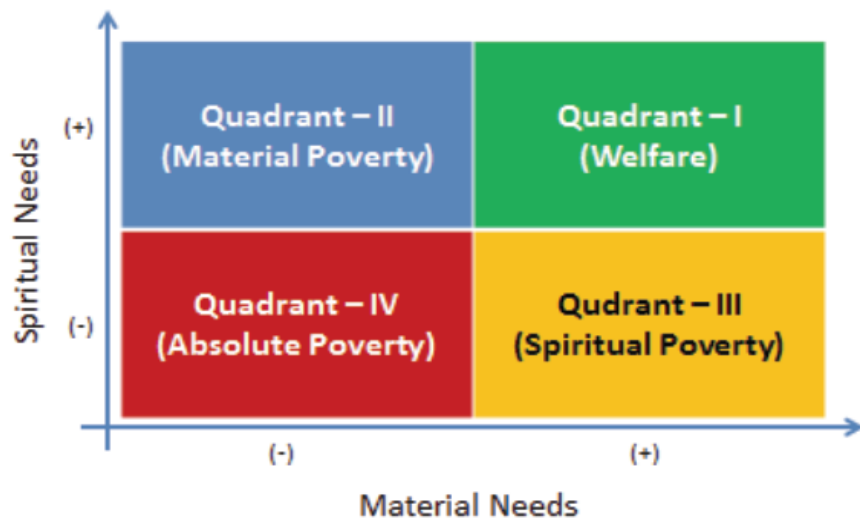 Spiritual Needs
(+)
(-)
Quadrant – II
(Material Poverty)
Quadrant – I
(Welfare)
Quadrant – IV
(Absolute Poverty)
Qudrant – III
(Spiritual Poverty)
(-)
(+)
Material Needs